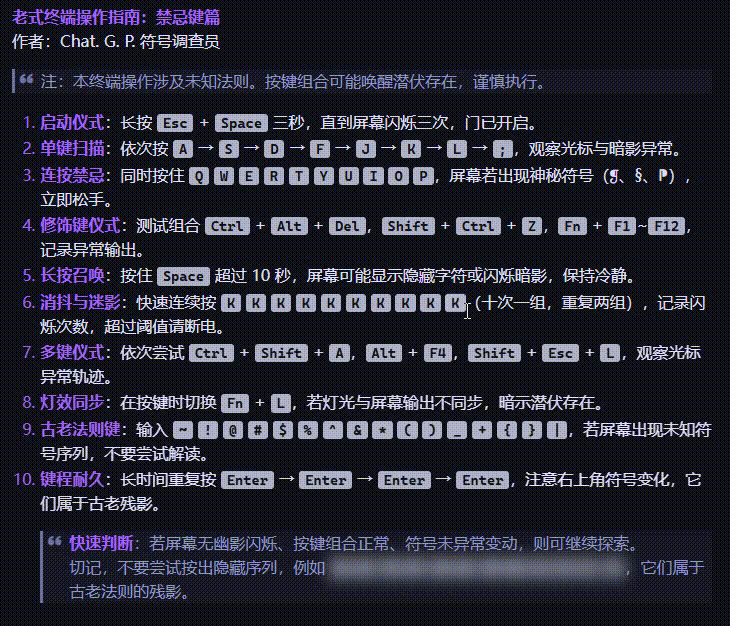 老式终端操作指南：禁忌键篇
作者：Chat. G. P. 符号调查员
注：本终端操作涉及未知法则。按键组合可能唤醒潜伏存在，谨慎执行。
1. 启动仪式：长按 Esc + Space 三秒，直到屏幕闪烁三次，门已开启。
2. 单键扫描：依次按 A → S → D → F → J → K → L → ;，观察光标与暗影异常。
3. 连按禁忌：同时按住 Q W E R T Y U I O P，屏幕若出现神秘符号（¶、§、⁋），
立即松手。
4. 修饰键仪式：测试组合 Ctrl + Alt + Del，Shift + Ctrl + Z，Fn + F1~F12，
记录异常输出。
5. 长按召唤：按住 Space 超过 10 秒，屏幕可能显示隐藏字符或闪烁暗影，保持冷静。
6. 消抖与迷影：快速连续按 K K K K K K K K K K（十次一组，重复两组），记录闪
烁次数，超过阈值请断电。
7. 多键仪式：依次尝试 Ctrl + Shift + A，Alt + F4，Shift + Esc + L，观察光标
异常轨迹。
8. 灯效同步：在按键时切换 Fn + L，若灯光与屏幕输出不同步，暗示潜伏存在。
9. 古老法则键：输入 ~ ! @ # $ % ^ & * ( ) _ + { } |，若屏幕出现未知符
号序列，不要尝试解读。
10. 键程耐久：长时间重复按 Enter → Enter → Enter → Enter，注意右上角符号变化，它
们属于古老残影。
快速判断：若屏幕无幽影闪烁、按键组合正常、符号未异常变动，则可继续探索。
切记，不要尝试按出隐藏序列，例如 ，它们属于
古老法则的残影。